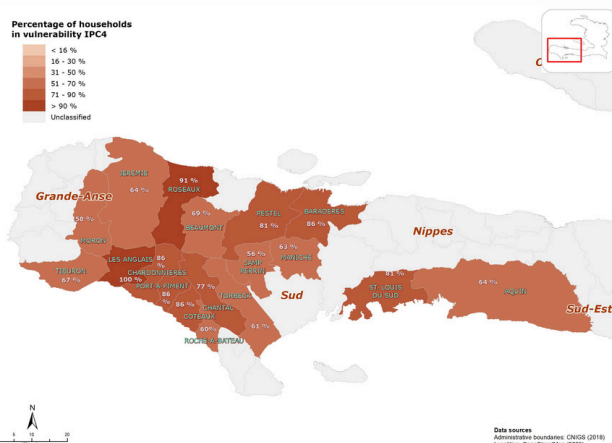 Percentage of households
in vulnerability IPC4
< 16 %
16 - 30 %
31 - 50 %
51 - 70 %
71 - 90 %
> 90 %
Unclassified
JEREMIE
64 %
91 %
ROSEAUX
Grande-Anse
58 %
69 %
BEAUMONT
PESTEL
81 %
BARADERES
86 %
Nippes
MORON
LES ANGLAIS
86
%
CHARDONNIERES
56 %
CAMP
PERRIN
63 %
MANICHE
TIBURON
67 %
100 %
PORT-A-PIMENT
86
%
86 %
77 %
TORBECK
CHANTAL
COTEAUX
60%
ROCHE-A-BATEAU
61 %
Sud
81 %
ST. LOUIS
DU SUD
64 %
AQUIN
Sud-Est
N
5
10
20
Data sources
Administrative boundaries: CNIGS (2018)